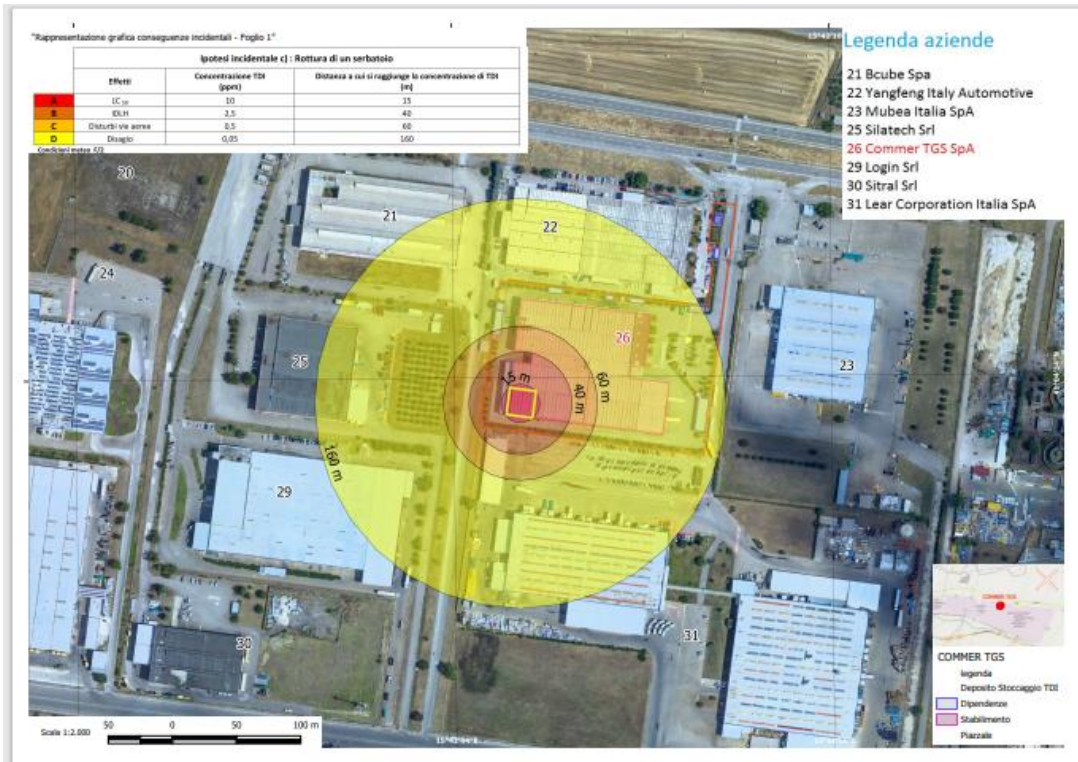 "Rappresentazione grafica conseguenze incidentali - Foglio 1"
Ipotesi incidentale c) : Rottura di un serbatoio
Effetti Concentrazione TDI (ppm) Distanza a cui si raggiunge la concentrazione di TDI (m)
A LC50 10 15
B IDLH 2,5 40
C Disturbi vie aeree 0,5 60
D Disagio 0,05 160
Condizioni meteo F/2
Legenda aziende
21 Bcube Spa
22 Yangfeng Italy Automotive
23 Mubea Italia SpA
25 Silatech Srl
26 Commer TGS SpA
29 Login Srl
30 Sitral Srl
31 Lear Corporation Italia SpA
20
21
22
24
26
25
23
15 m
60 m
40 m
160 m
29
30
31
COMMER TGS
COMMER TGS
legenda
Deposito Stoccaggio TDI
Dipendenze
Stabilimento
Piazzale
50 0 50 100 m
Scala 1:2.000